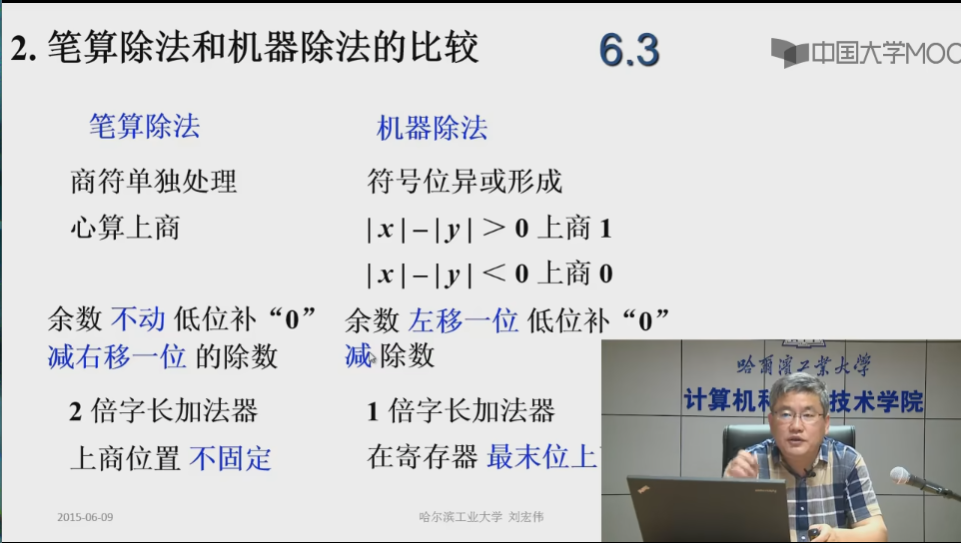 2. 笔算除法和机器除法的比较
6.3
中国大学MOO
笔算除法
机器除法
商符单独处理
符号位异或形成
心算上商
|x|–|y|＞0 上商 1
|x|–|y|＜0 上商 0
余数 不动 低位补“0”
减右移一位 的除数
余数 左移一位 低位补“0”
减 除数
2 倍字长加法器
1 倍字长加法器
上商位置 不固定
在寄存器 最末位上
哈尔滨工业大学
计算机科 技术学院
2015-06-09
哈尔滨工业大学 刘宏伟